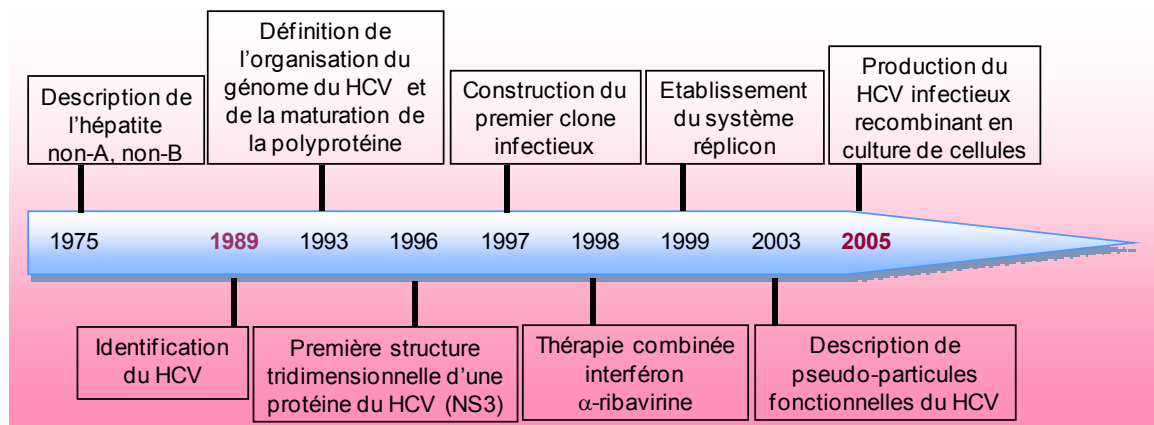 Description de
l'hépatite
non-A, non-B
Définition de
l'organisation du
génome du HCV et
de la maturation de
la polyprotéine
Construction du
premier clone
infectieux
Etablissement
du système
réplicon
Production du
HCV infectieux
recombinant en
culture de cellules
1975 1989 1993 1996 1997 1998 1999 2003 2005
Identification
du HCV
Première structure
tridimensionnelle d'une
protéine du HCV (NS3)
Thérapie combinée
interféron
α-ribavirine
Description de
pseudo-particules
fonctionnelles du HCV